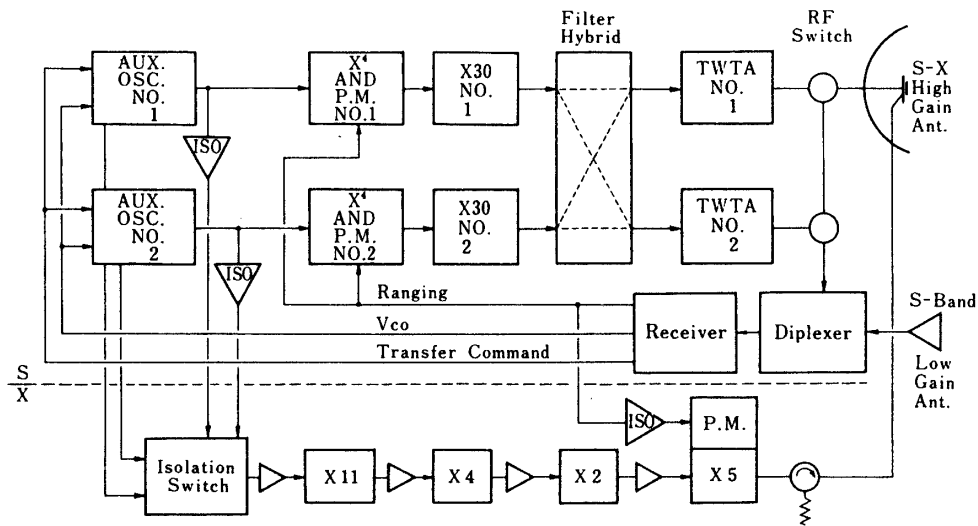 Filter
Hybrid
RF
Switch
AUX.
OSC.
NO.
1
X⁴
AND
P.M.
NO.1
X30
NO.
1
TWTA
NO.
1
S-X
High
Gain
Ant.
ISO
AUX.
OSC.
NO.
2
X⁴
AND
P.M.
NO.2
X30
NO.
2
TWTA
NO.
2
ISO
Ranging
Vco
Transfer Command
Receiver
Diplexer
S-Band
Low
Gain
Ant.
S
X
ISO
P.M.
Isolation
Switch
X11
X4
X2
X5